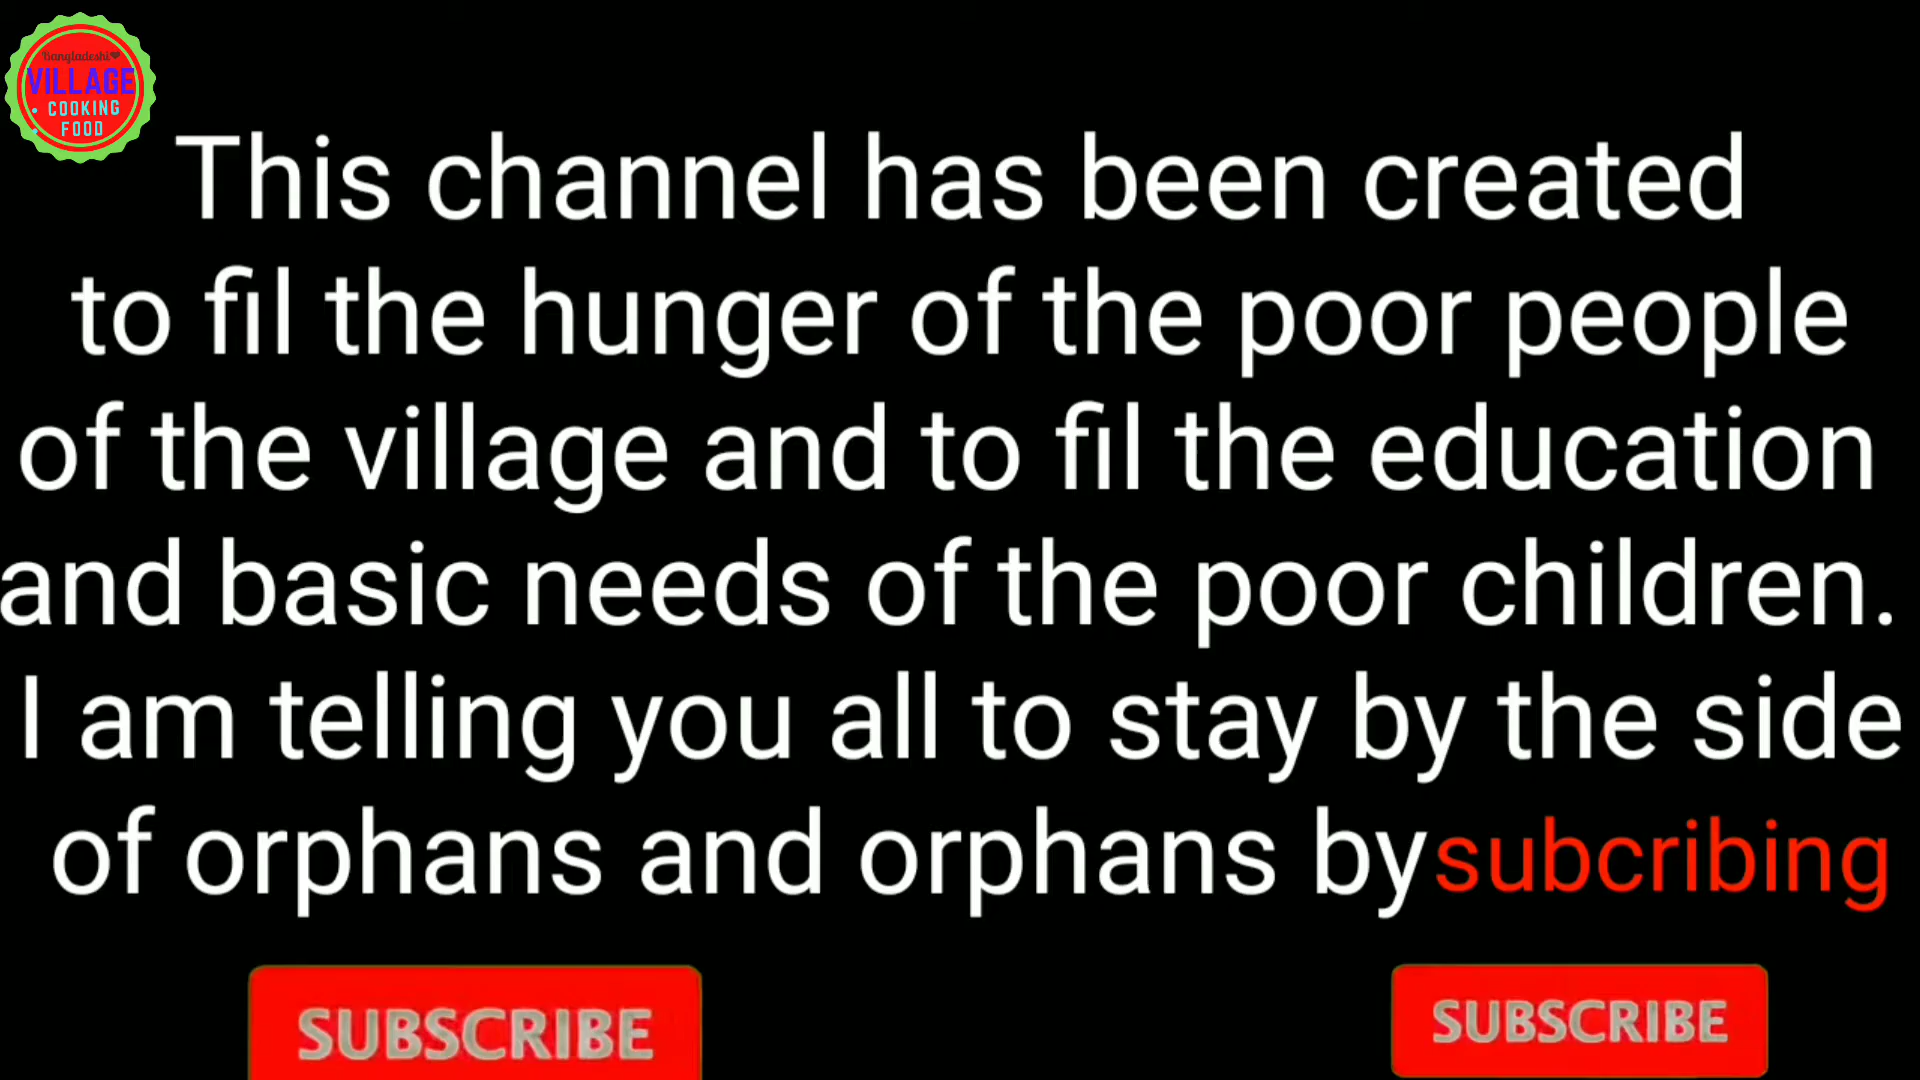 Bangladeshi
VILLAGE
COOKING
FOOD
This channel has been created
to fil the hunger of the poor people
of the village and to fil the education
and basic needs of the poor children.
I am telling you all to stay by the side
of orphans and orphans by subcribing
SUBSCRIBE
SUBSCRIBE